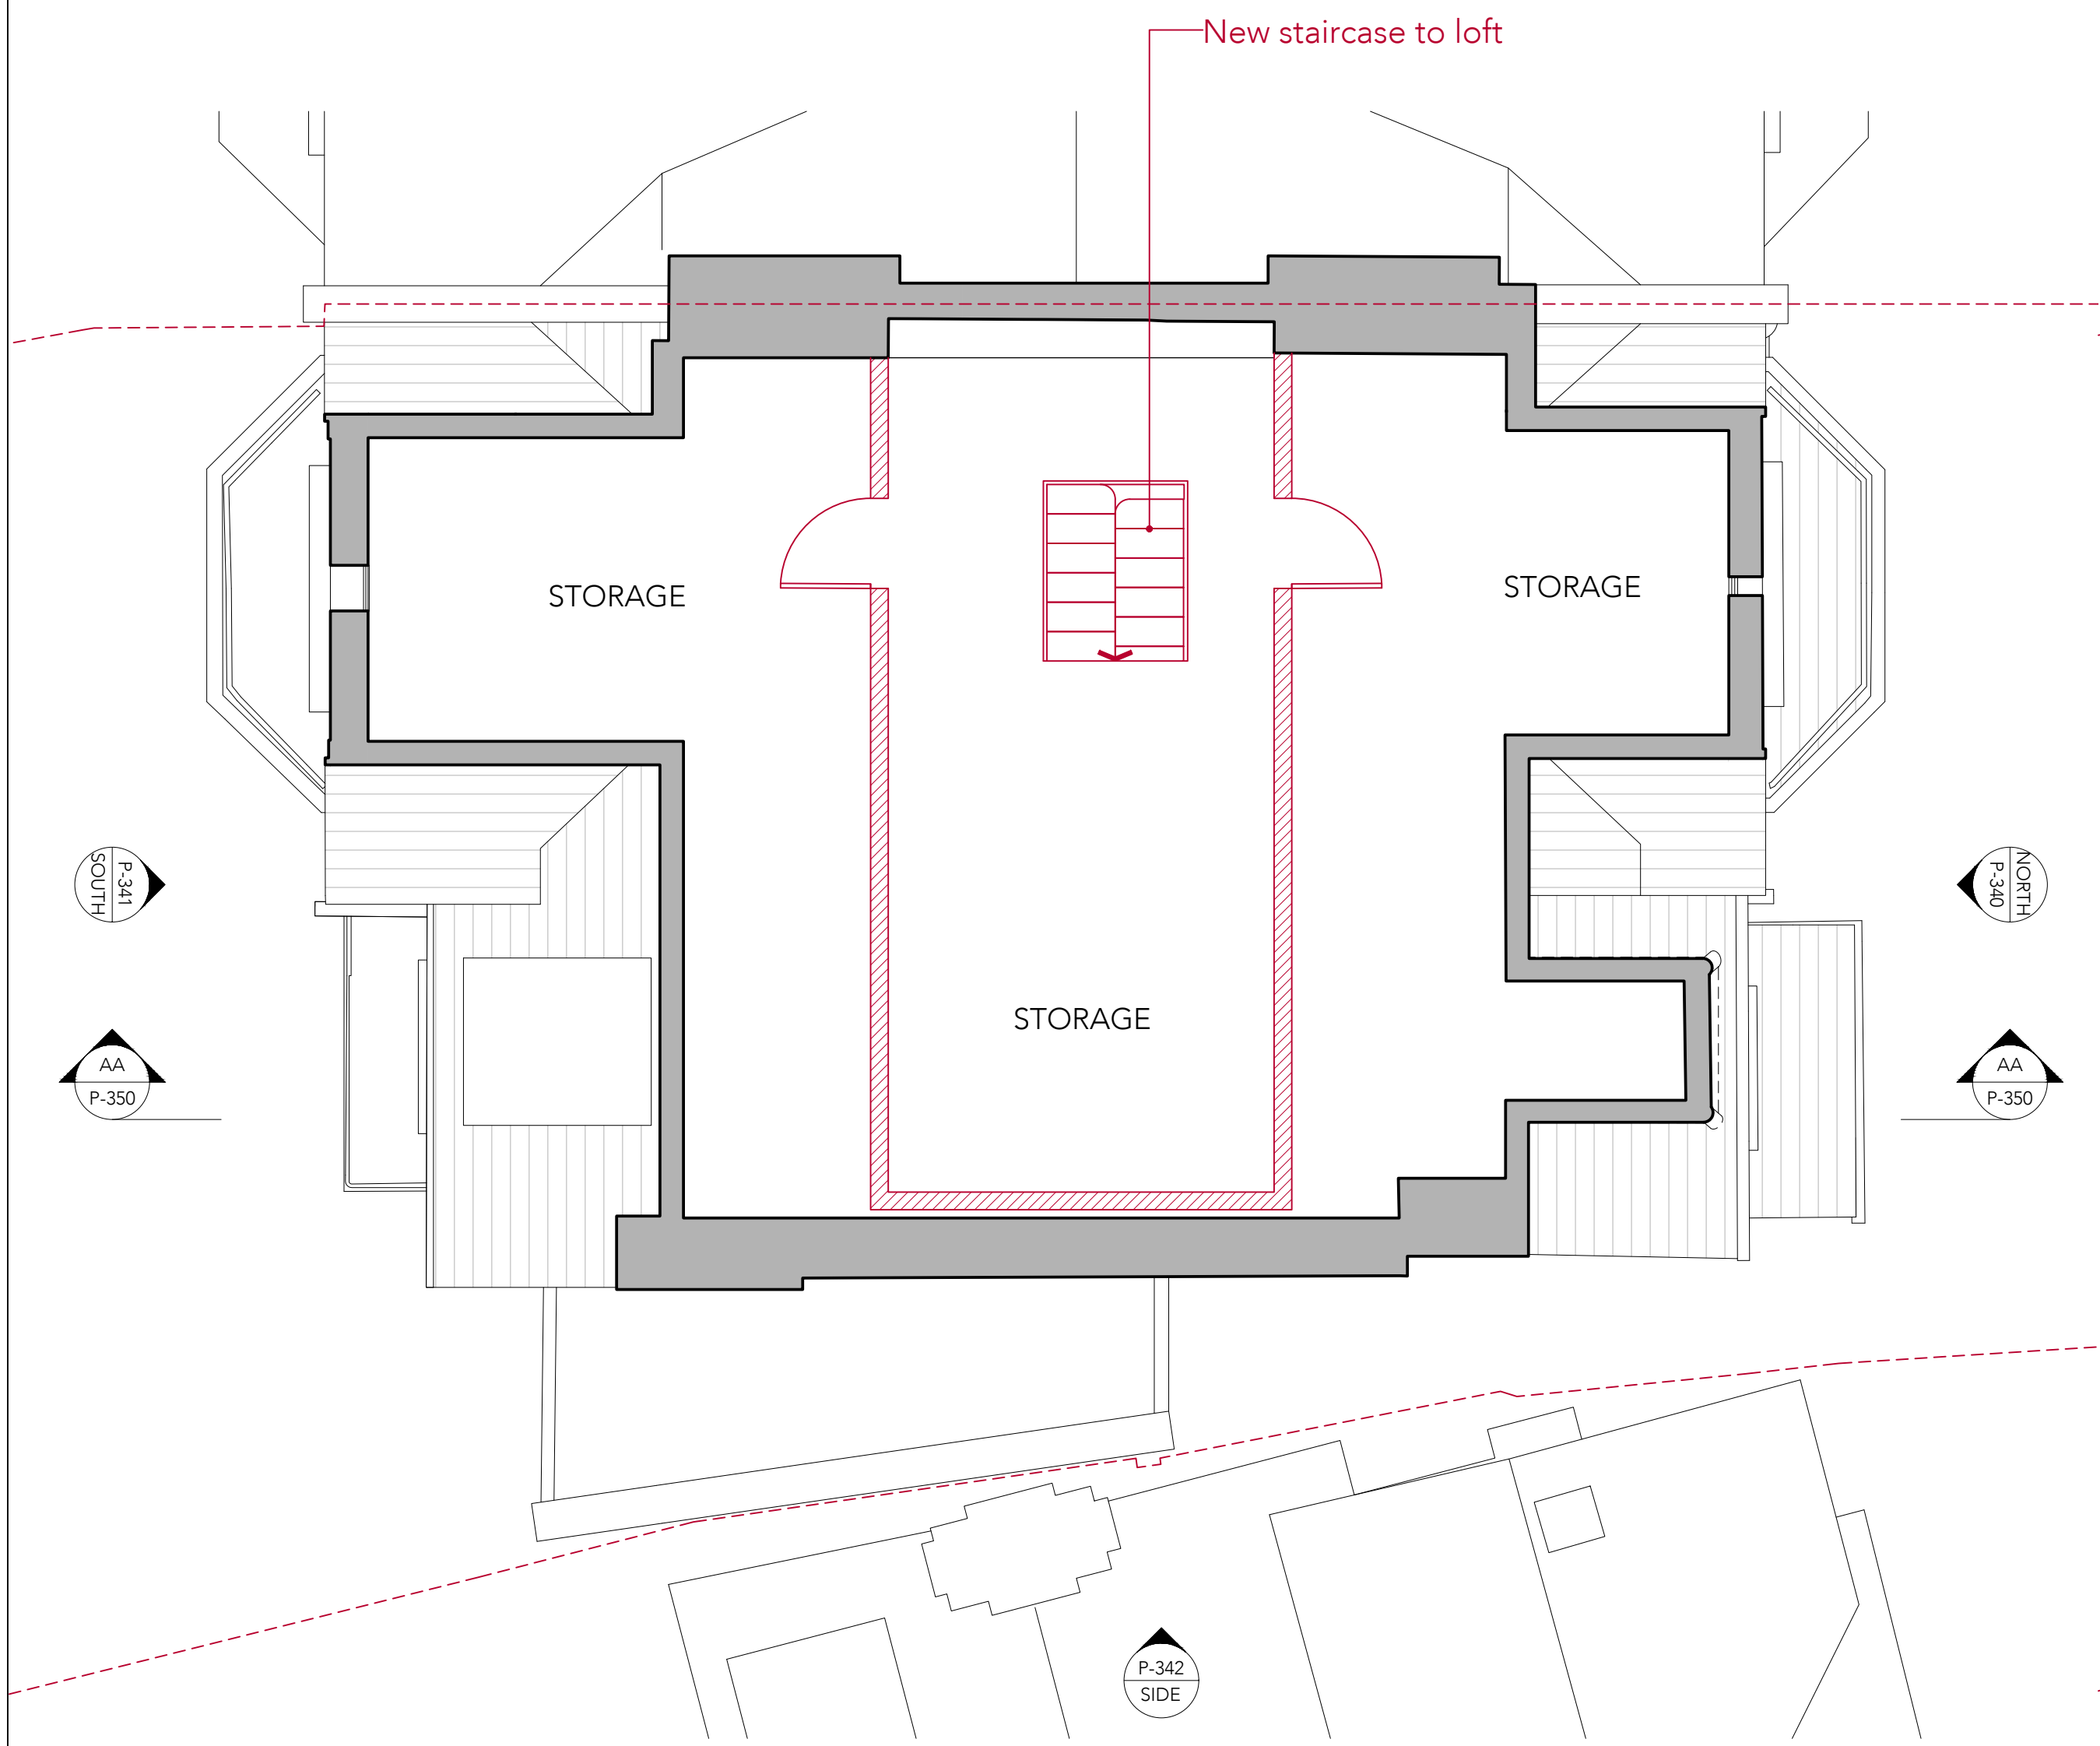 New staircase to loft
STORAGE
STORAGE
P-341
SOUTH
NORTH
P-340
STORAGE
AA
P-350
AA
P-350
P-342
SIDE